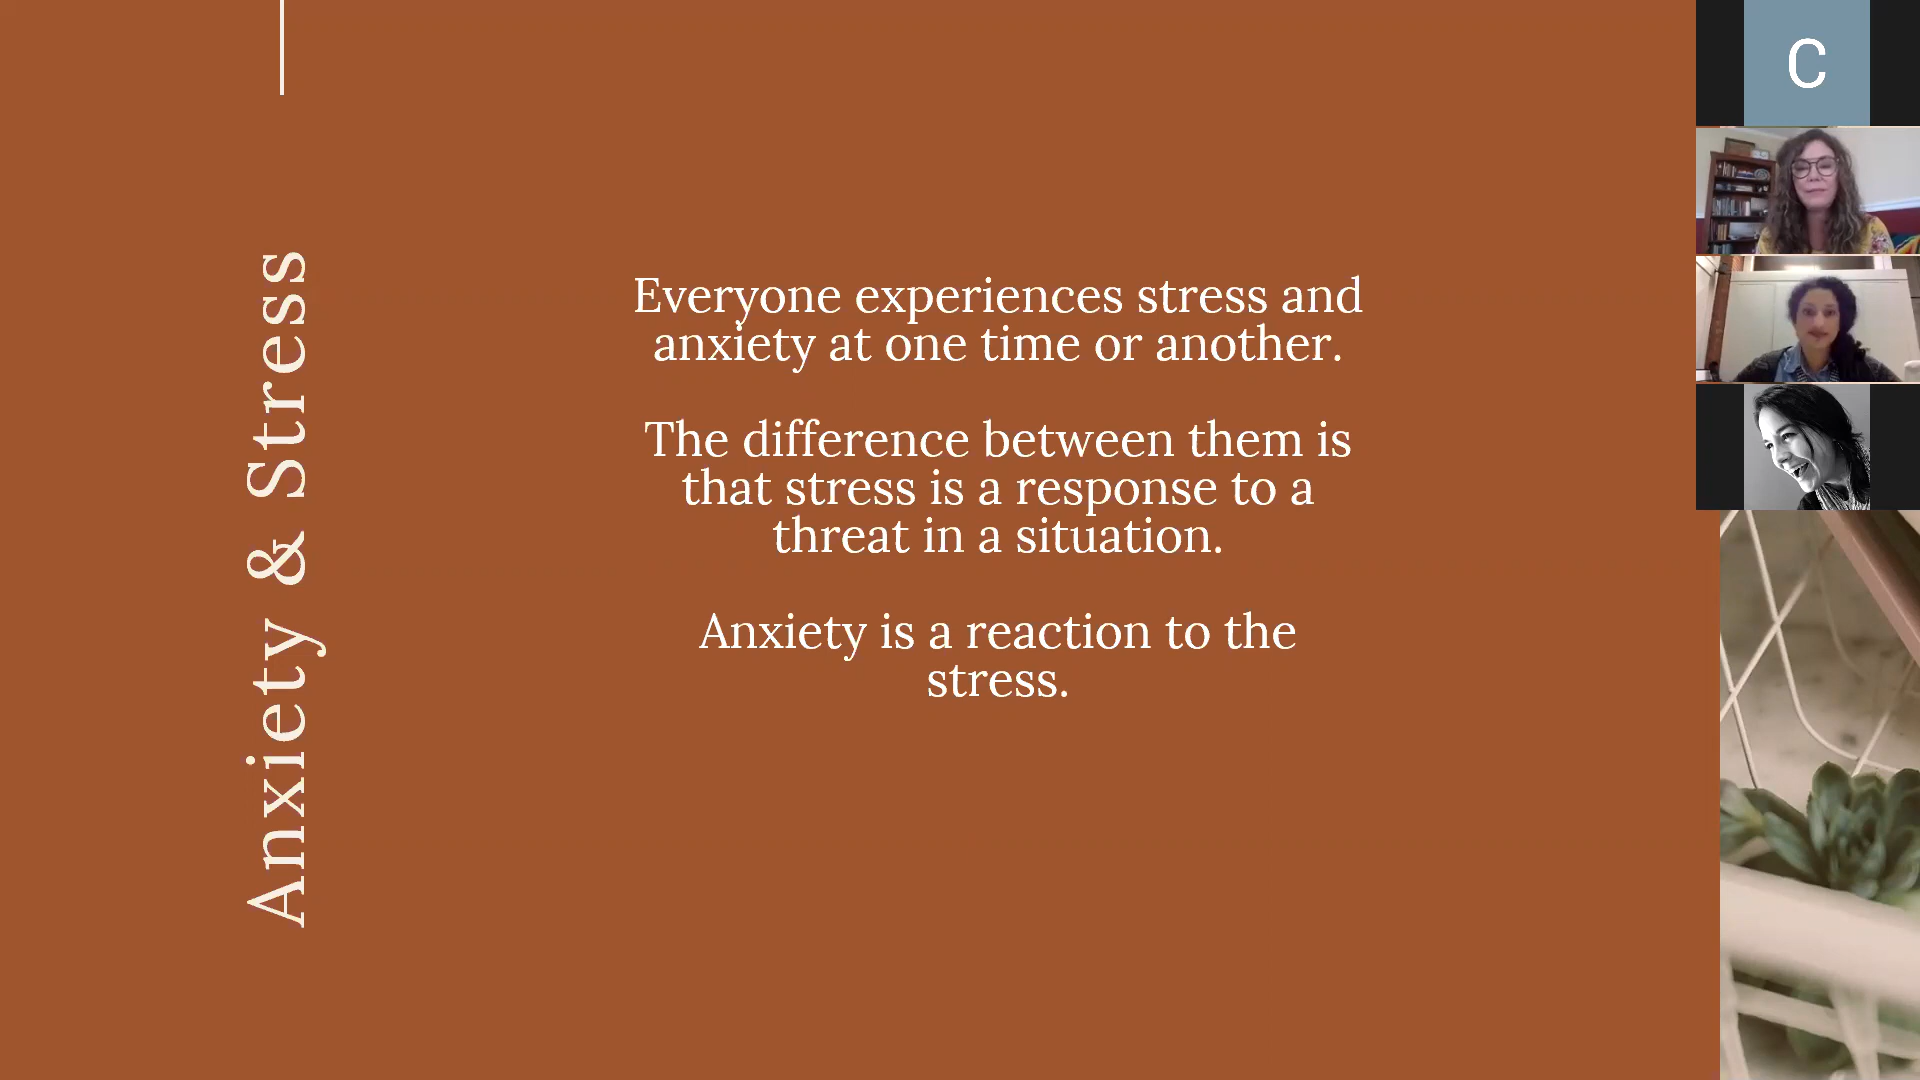 Anxiety & Stress
Everyone experiences stress and
anxiety at one time or another.
The difference between them is
that stress is a response to a
threat in a situation.
Anxiety is a reaction to the
stress.
C